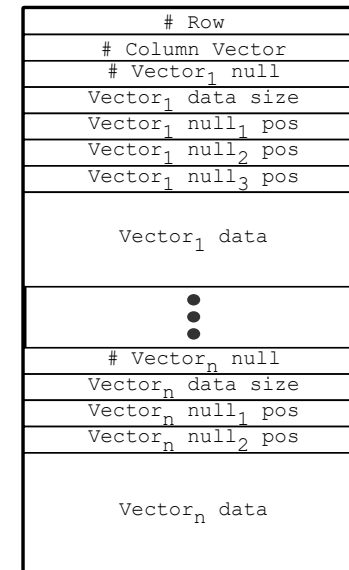 # Row
# Column Vector
# Vector₁ null
Vector₁ data size
Vector₁ null₁ pos
Vector₁ null₂ pos
Vector₁ null₃ pos
Vector₁ data
# Vectorₙ null
Vectorₙ data size
Vectorₙ null₁ pos
Vectorₙ null₂ pos
Vectorₙ data